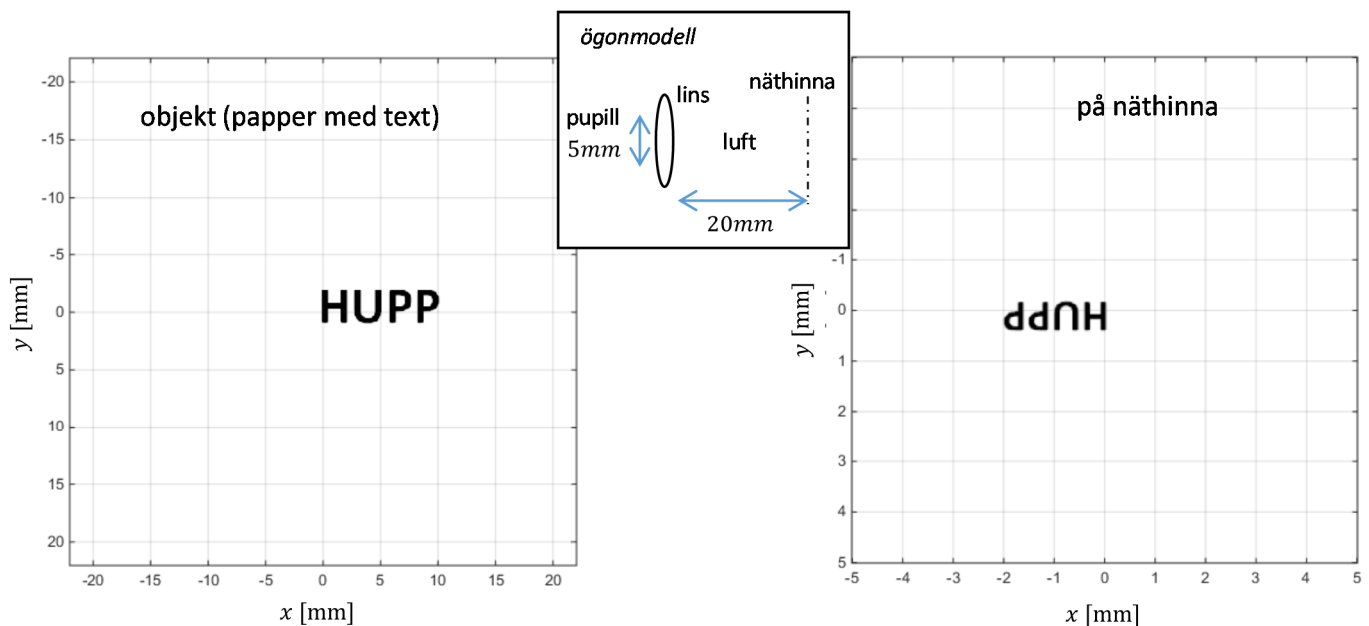 ögonmodell
lins
näthinna
pupill
5mm
luft
20mm
objekt (papper med text)
-20
-15
-10
-5
0
5
10
15
20
HUPP
y [mm]
-20 -15 -10 -5 0 5 10 15 20
x [mm]
på näthinna
-1
0
1
2
3
4
5
HUPP
y [mm]
-5 -4 -3 -2 -1 0 1 2 3 4 5
x [mm]